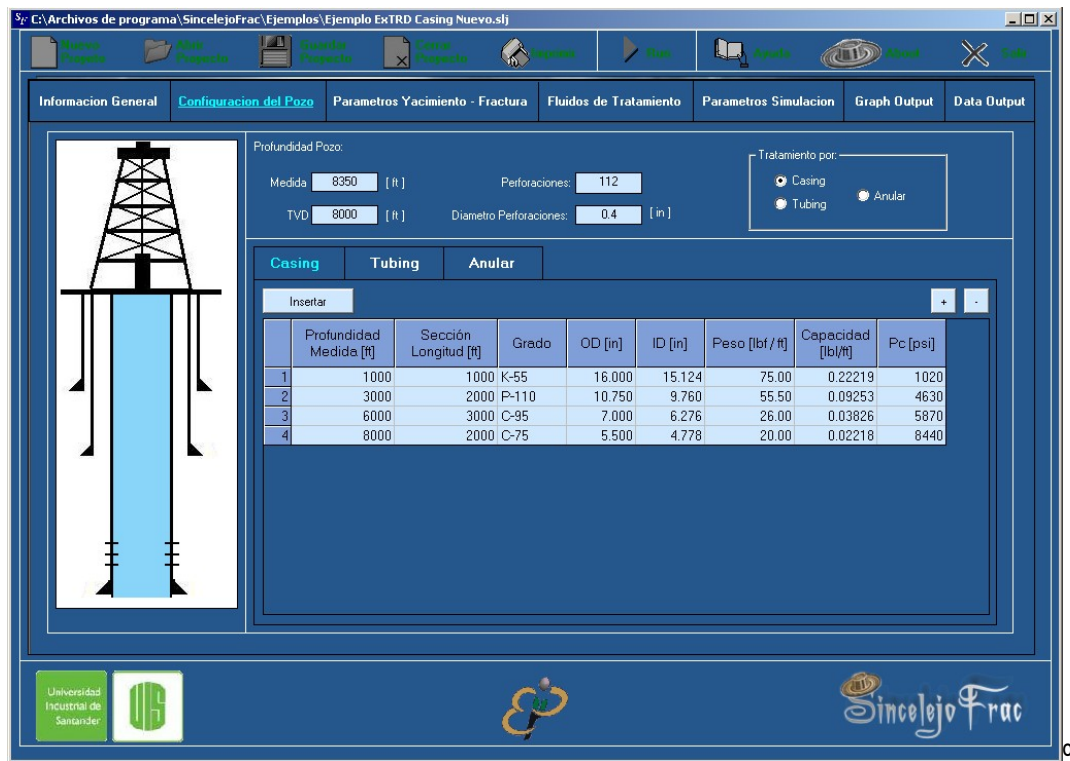 C:\Archivos de programa\SincelejoFrac\Ejemplos\Ejemplo ExTRD Casing Nuevo.slj
Informacion General Configuracion del Pozo Parametros Yacimiento - Fractura Fluidos de Tratamiento Parametros Simulacion Graph Output Data Output
Profundidad Pozo:
Medida 8350 [ ft ] Perforaciones: 112
TVD 8000 [ ft ] Diametro Perforaciones: 0.4 [ in ]
Tratamiento por:
Casing
Tubing
Anular
Casing Tubing Anular
Insertar + -
Profundidad Medida [ft] Sección Longitud [ft] Grado OD [in] ID [in] Peso [lbf / ft] Capacidad [lbl/ft] Pc [psi]
1 1000 1000 K-55 16.000 15.124 75.00 0.22219 1020
2 3000 2000 P-110 10.750 9.760 55.50 0.09253 4630
3 6000 3000 C-95 7.000 6.276 26.00 0.03826 5870
4 8000 2000 C-75 5.500 4.778 20.00 0.02218 8440
Universidad
Industrial de
Santander
UIS
SincelejoFrac